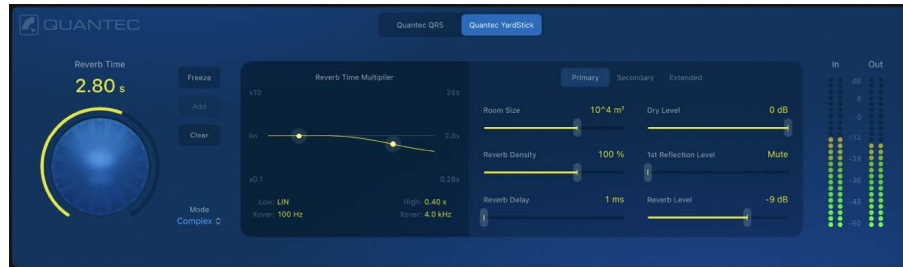 QUANTEC
Quantec QRS
Quantec YardStick
Reverb Time
2.80 s
Freeze
Add
Clear
Mode
Complex
Reverb Time Multiplier
x10
28s
lin
2.8s
x0.1
0.28s
Low: LIN
High: 0.40 x
Xover: 100 Hz
Xover: 4.0 kHz
Primary
Secondary
Extended
Room Size
10^4 m³
Dry Level
0 dB
Reverb Density
100 %
1st Reflection Level
Mute
Reverb Delay
1 ms
Reverb Level
-9 dB
In
Out
dB
0
-12
-24
-36
-48
-60